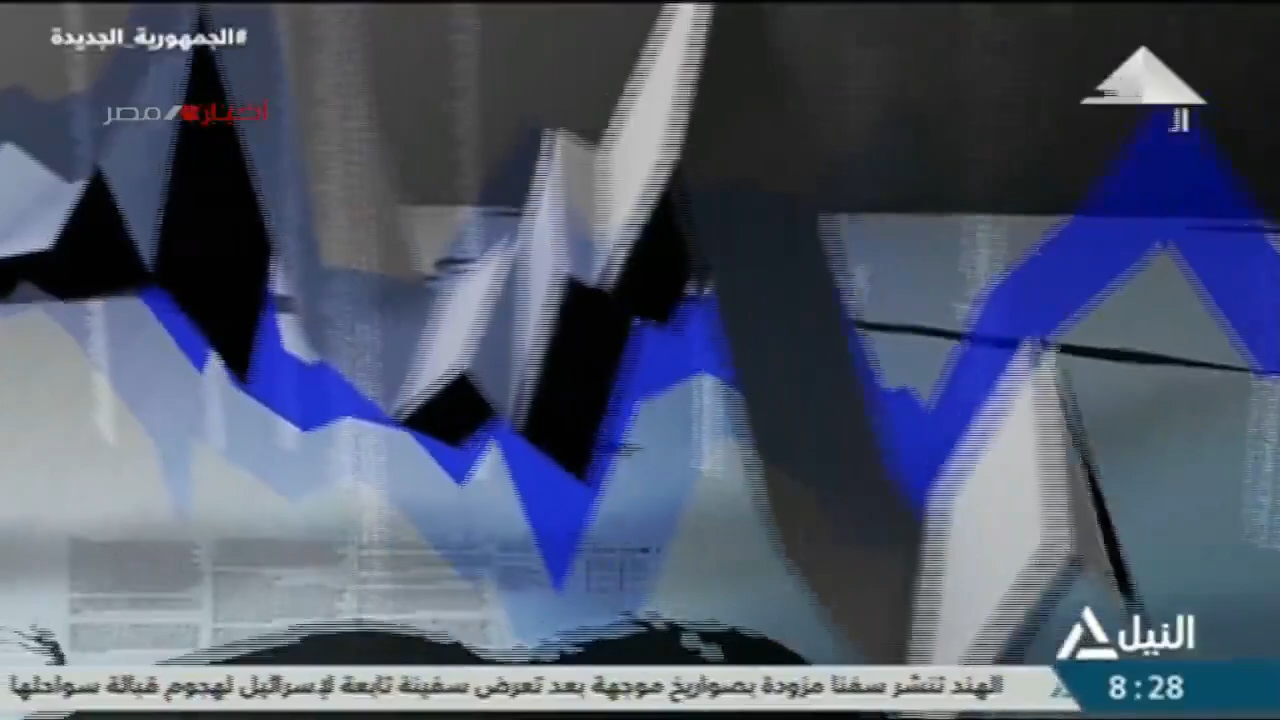 #الجمهورية_الجديدة
أخبار مصر
النيل
الهند تنشر سفنا مزودة بصواريخ موجهة بعد تعرض سفينة تابعة لإسرائيل لهجوم قبالة سواحلها
8:28